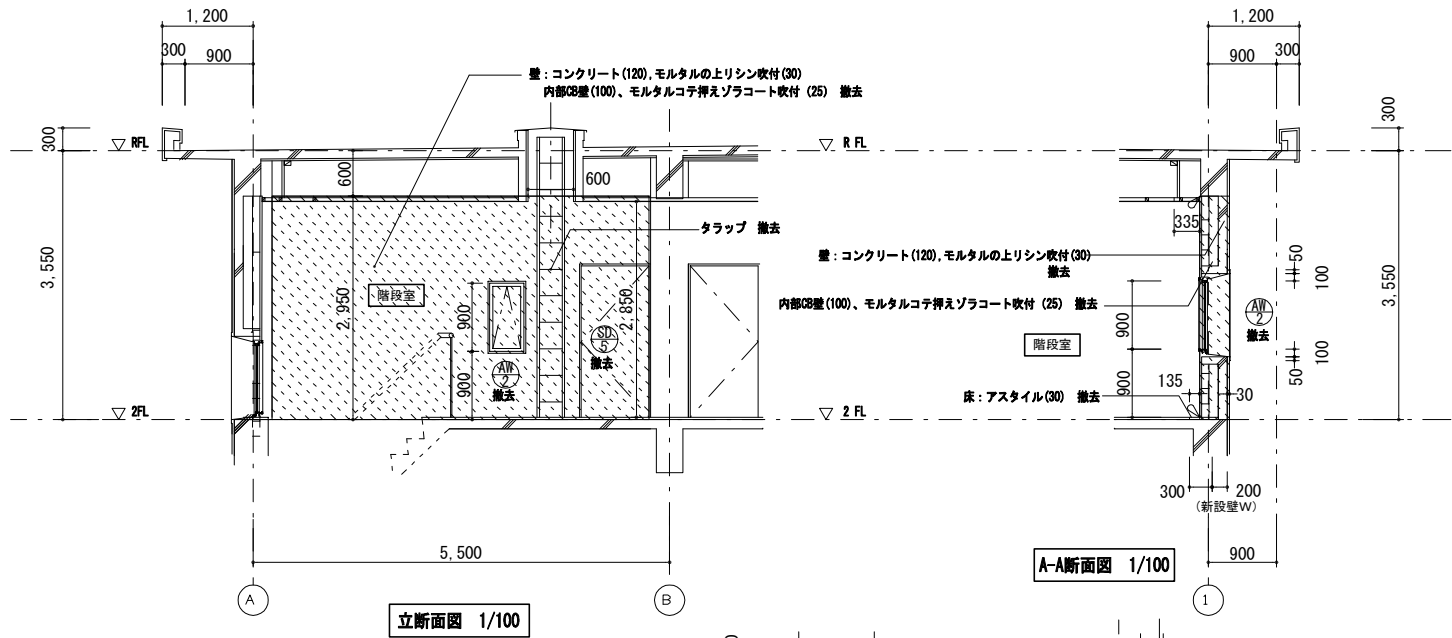 1,200
300
900
壁：コンクリート(120),モルタルの上リシン吹付(30)
内部CB壁(100)、モルタルコテ押えゾラコート吹付（25） 撤去
300
RFL
600
600
タラップ 撤去
3,550
階段室
2,950
900
2,850
SD
5
撤去
AW
2
撤去
900
2FL
5,500
A
B
立断面図 1/100
1,200
900
300
300
R FL
335
壁：コンクリート(120),モルタルの上リシン吹付(30)
撤去
50
100
内部CB壁(100)、モルタルコテ押えゾラコート吹付（25） 撤去
3,550
AW
2
撤去
900
階段室
100
50
135
900
床：アスタイル(30) 撤去
30
2 FL
300
200
(新設壁W)
900
A-A断面図 1/100
1